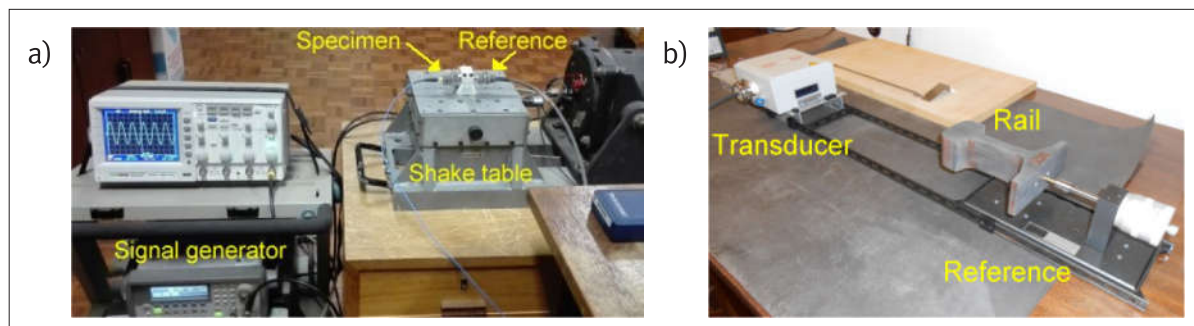 a)
Specimen Reference
Shake table
Signal generator
b)
Rail
Transducer
Reference